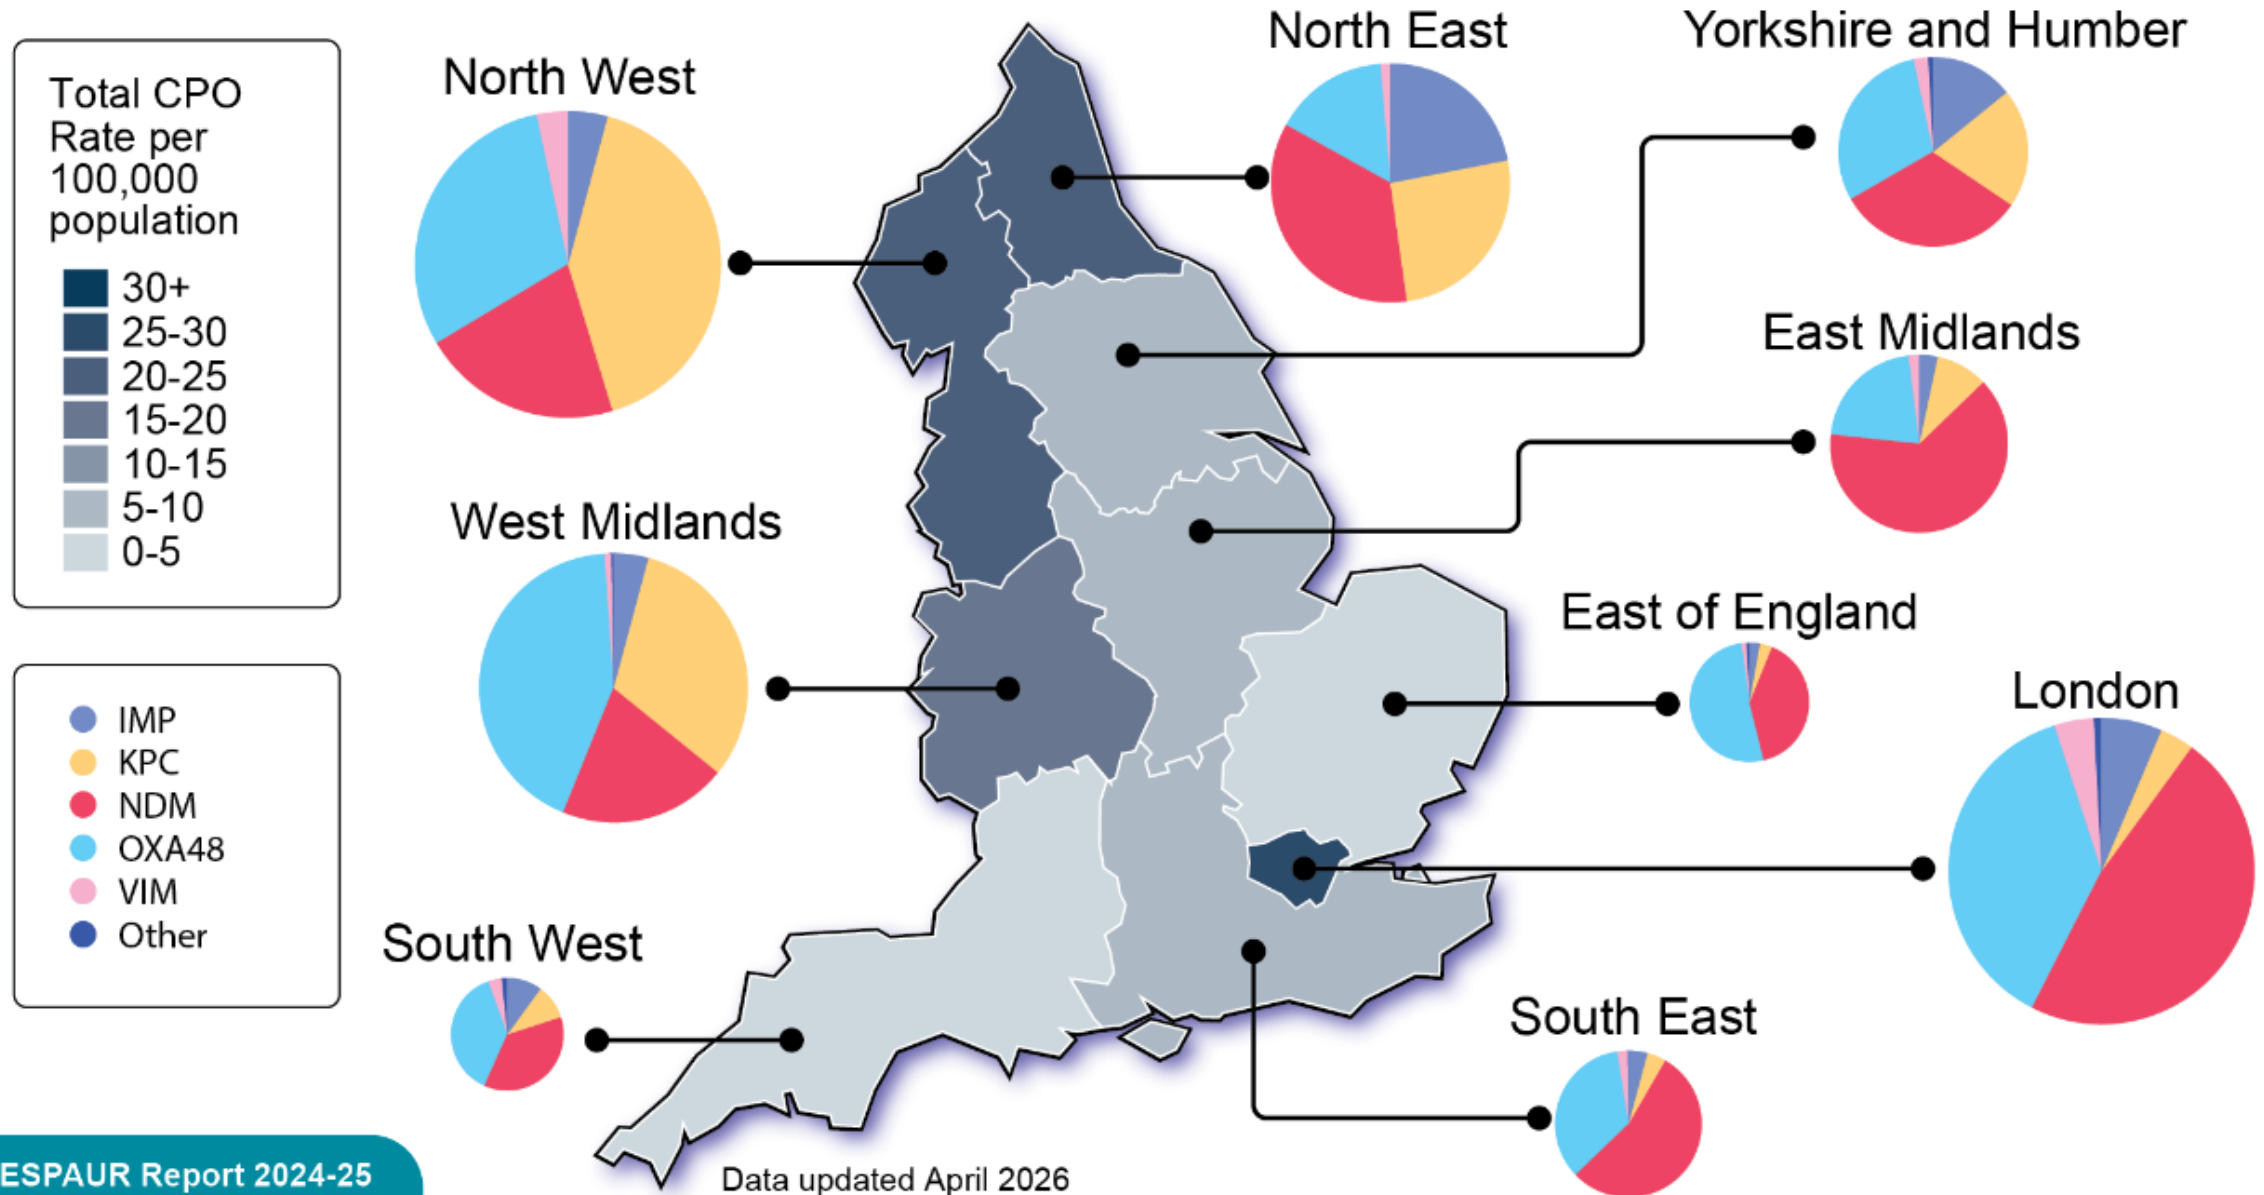 Total CPO
Rate per
100,000
population
30+
25-30
20-25
15-20
10-15
5-10
0-5
IMP
KPC
NDM
OXA48
VIM
Other
North West
North East
Yorkshire and Humber
East Midlands
West Midlands
East of England
London
South West
South East
ESPAUR Report 2024-25
Data updated April 2026